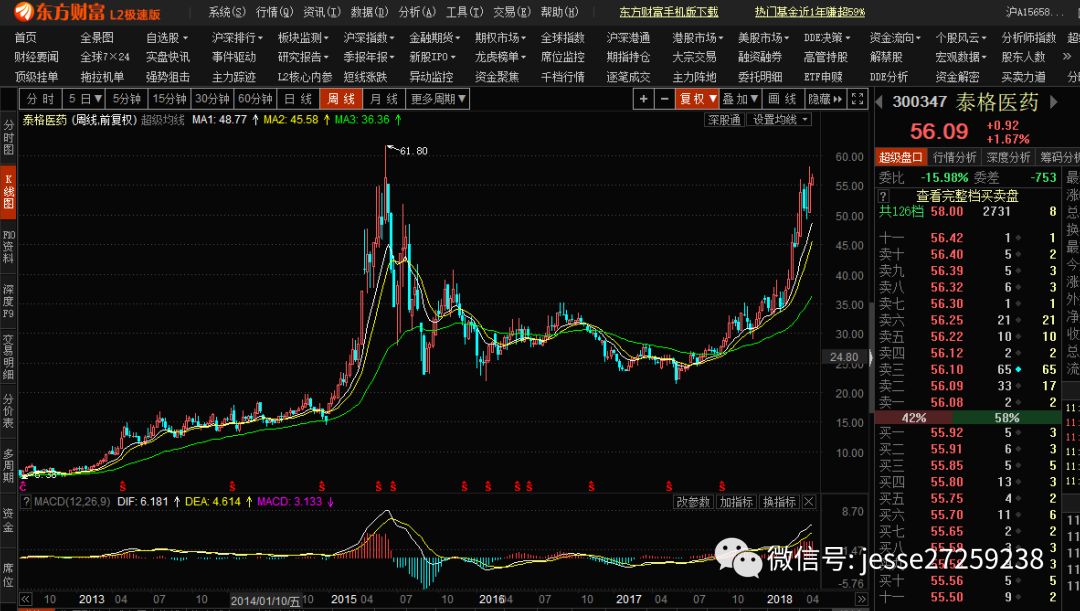 东方财富 L2极速版 系统(S) 行情(Q) 资讯(I) 数据(D) 分析(A) 工具(T) 交易(E) 帮助(H) 东方财富手机版下载 热门基金近1年赚超59% 沪A15658...
首页 全景图 自选股 沪深排行 板块监测 沪深指数 金融期货 期权市场 全球指数 沪深港通 港股市场 美股市场 DDE决策 资金流向 个股风云 分析师指数 超
财经要闻 全球7×24 实盘快讯 事件驱动 研究报告 季报年报 新股IPO 龙虎榜单 席位监控 期指持仓 大宗交易 融资融券 高管持股 解禁股 宏观数据 股东人数 »
顶级挂单 拖拉机单 强势狙击 主力踪迹 L2核心内参 短线涨跌 异动监控 资金聚焦 千档行情 逐笔成交 主力阵地 委托明细 ETF申赎 DDE分析 资金解密 买卖力道 分
分时 5日 5分钟 15分钟 30分钟 60分钟 日线 周线 月线 更多周期 + － 复权 叠加 画线 隐藏
泰格医药 (周线,前复权) 超级均线 MA1: 48.77 ↑ MA2: 45.58 ↑ MA3: 36.36 ↑ 深股通 设置均线
300347 泰格医药
56.09 +0.92
+1.67%
超级盘口 行情分析 深度分析 筹码分析
委比 -15.98% 委差 -753
? 查看完整档买卖盘
共126档 58.00 2731 8
十一 56.42 1 1
卖十 56.40 5 2
卖九 56.39 5 3
卖八 56.32 6 3
卖七 56.30 1 1
卖六 56.25 21 21
卖五 56.22 10 10
卖四 56.12 2 2
卖三 56.10 65 65
卖二 56.09 33 17
卖一 56.08 2 2
42% 58%
买一 55.92 5 3
买二 55.91 6 3
买三 55.85 5 5
买四 55.80 13 3
买五 55.75 4 2
买六 55.70 11 6
买七 55.65 2 2
买八
买十 55.56 5 5
十一 55.50 9 2
分时图
K线图
F10资料
深度F9
交易明细
分价表
多周期
资金
席位
61.80
60.00
55.00
50.00
45.00
40.00
35.00
30.00
24.80
25.00
20.00
15.00
10.00
? MACD(12,26,9) DIF: 6.181 ↑ DEA: 4.614 ↑ MACD: 3.133 ↓ 改参数 加指标 换指标 ×
8.70
-5.76
微信号: jesse27259238
« 10 2013 04 07 10 2014/01/10/五 10 2015 04 07 10 2016 04 07 10 2017 04 07 10 2018 04 »